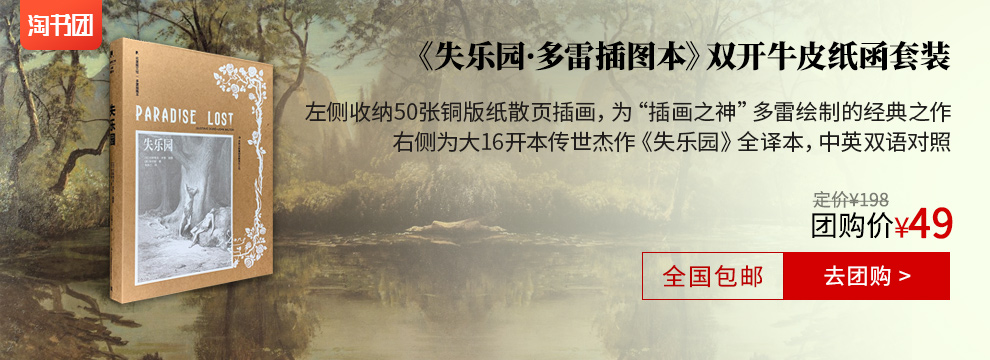 淘书团
《失乐园·多雷插图本》双开牛皮纸函套装
左侧收纳50张铜版纸散页插画，为“插画之神”多雷绘制的经典之作
右侧为大16开本传世杰作《失乐园》全译本，中英双语对照
定价¥198
团购价¥49
全国包邮
去团购 >
失乐园
PARADISE LOST
失乐园